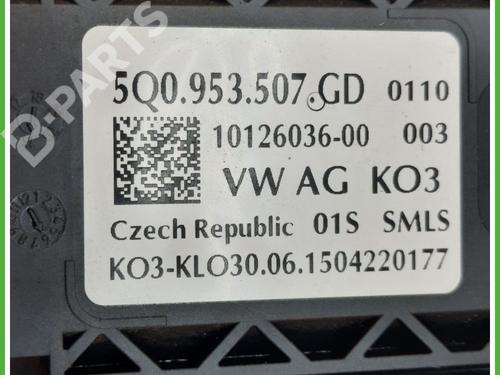 B-PARTS
5Q0.953.507.GD 0110
10126036-00 003
VW AG KO3
Czech Republic 01S SMLS
KO3-KLO30.06.1504220177